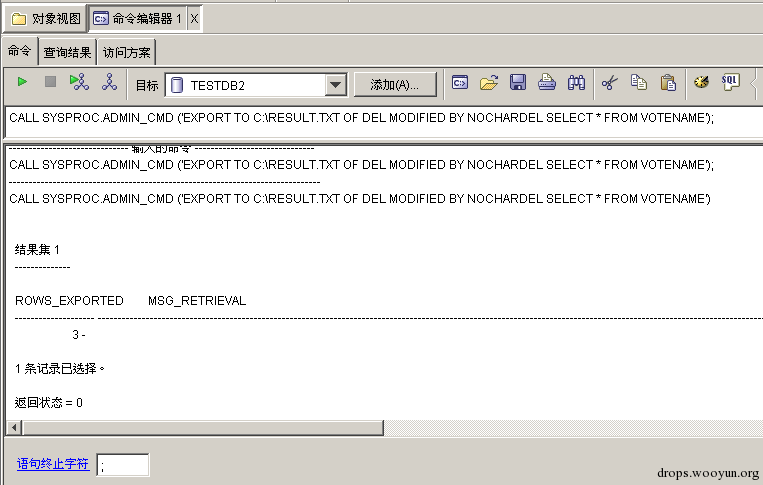 对象视图 命令编辑器 1 X
命令 查询结果 访问方案
目标 TESTDB2 添加(A)... SQL
CALL SYSPROC.ADMIN_CMD ('EXPORT TO C:\RESULT.TXT OF DEL MODIFIED BY NOCHARDEL SELECT * FROM VOTENAME');
------------------------------ 输入的命令 ------------------------------
CALL SYSPROC.ADMIN_CMD ('EXPORT TO C:\RESULT.TXT OF DEL MODIFIED BY NOCHARDEL SELECT * FROM VOTENAME');
------------------------------------------------------------------------------
CALL SYSPROC.ADMIN_CMD ('EXPORT TO C:\RESULT.TXT OF DEL MODIFIED BY NOCHARDEL SELECT * FROM VOTENAME')
结果集 1
--------------
ROWS_EXPORTED MSG_RETRIEVAL
-------------------- ------------------------------------------------------------------------------
3 -
1 条记录已选择。
返回状态 = 0
语句终止字符 ;
drops.wooyun.org